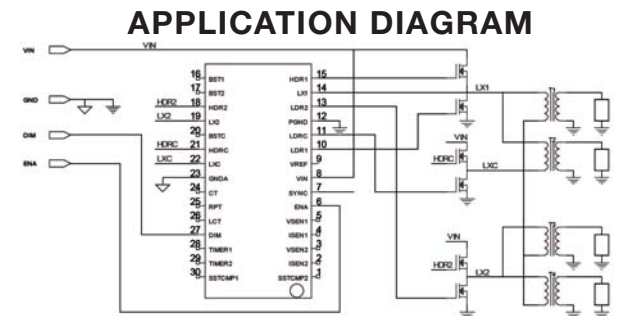 APPLICATION DIAGRAM
VIN
VIN
GND
DIM
ENA
16 BST1
17 BST2
HDR2 18 HDR2
LX2 19 LX2
20 BSTC
HDRC 21 HDRC
LXC 22 LXC
23 GNDA
24 CT
25 RPT
26 LCT
27 DIM
28 TIMER1
29 TIMER2
30 SSTCMP1
HDR1 15
LX1 14
LDR2 13
PGND 12
LDRC 11
LDR1 10
VREF 9
VIN 8
SYNC 7
ENA 6
VSEN1 5
ISEN1 4
VSEN2 3
ISEN2 2
SSTCMP2 1
LX1
VIN
HDRC
LXC
VIN
HDR2
LX2
T1
T2
T3
T4